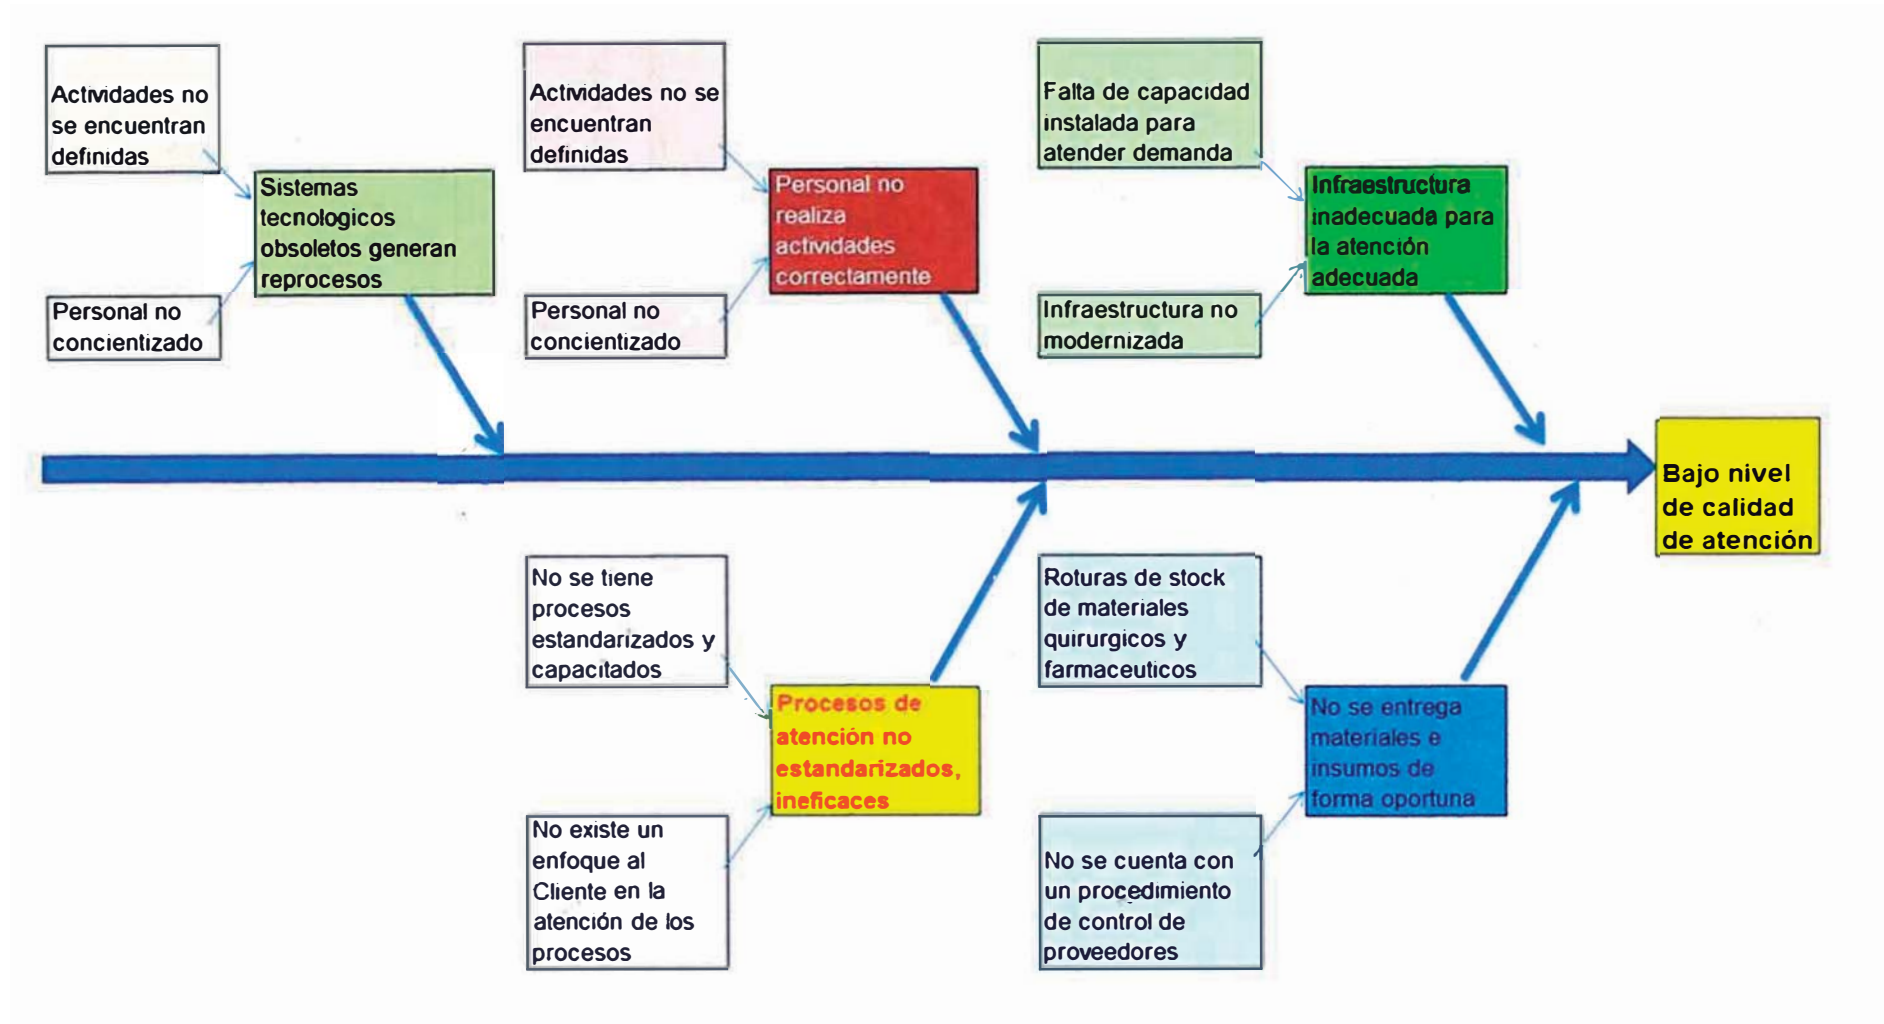 Actividades no
se encuentran
definidas
Sistemas
tecnologicos
obsoletos generan
reprocesos
Personal no
concientizado
Actividades no se
encuentran
definidas
Personal no
realiza
actividades
correctamente
Personal no
concientizado
Falta de capacidad
instalada para
atender demanda
Infraestructura
inadecuada para
la atención
adecuada
Infraestructura no
modernizada
Bajo nivel
de calidad
de atención
No se tiene
procesos
estandarizados y
capacitados
Procesos de
atención no
estandarizados,
ineficaces
No existe un
enfoque al
Cliente en la
atención de los
procesos
Roturas de stock
de materiales
quirurgicos y
farmaceuticos
No se entrega
materiales e
insumos de
forma oportuna
No se cuenta con
un procedimiento
de control de
proveedores